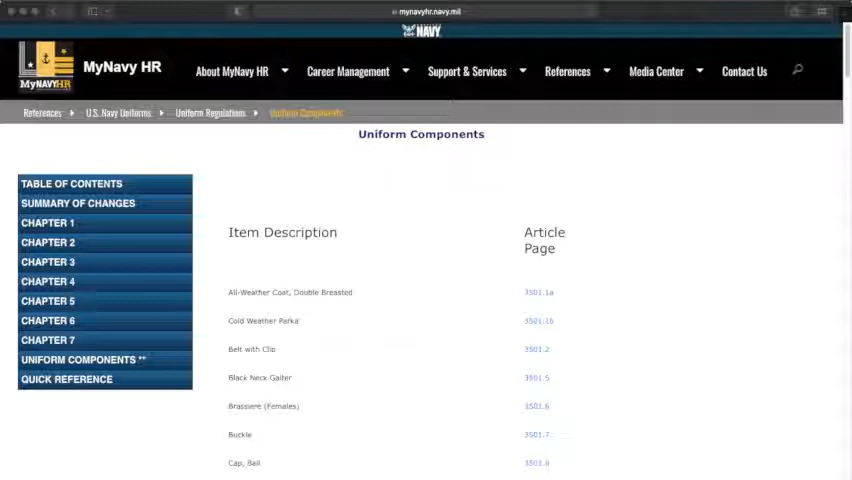 mynavyhr.navy.mil
NAVY
MyNavyHR
MyNavy HR
About MyNavy HR
Career Management
Support & Services
References
Media Center
Contact Us
References
U.S. Navy Uniforms
Uniform Regulations
Uniform Components
Uniform Components
TABLE OF CONTENTS
SUMMARY OF CHANGES
CHAPTER 1
CHAPTER 2
CHAPTER 3
CHAPTER 4
CHAPTER 5
CHAPTER 6
CHAPTER 7
UNIFORM COMPONENTS **
QUICK REFERENCE
Item Description Article
Page
All-Weather Coat, Double Breasted 3501.1a
Cold Weather Parka 3501.1b
Belt with Clip 3501.2
Black Neck Gaiter 3501.5
Brassiere (Females) 3501.6
Buckle 3501.7
Cap, Ball 3501.8